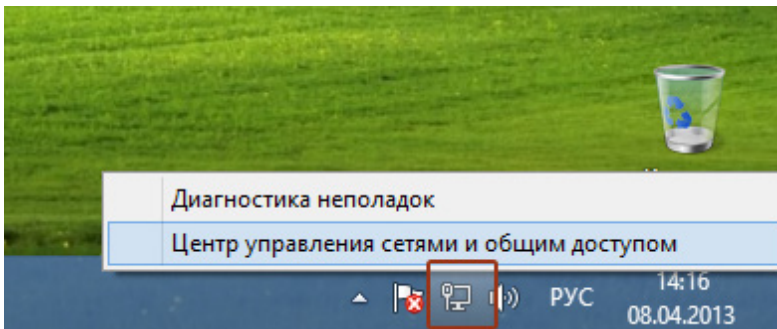 Диагностика неполадок
Центр управления сетями и общим доступом
РУС
14:16
08.04.2013